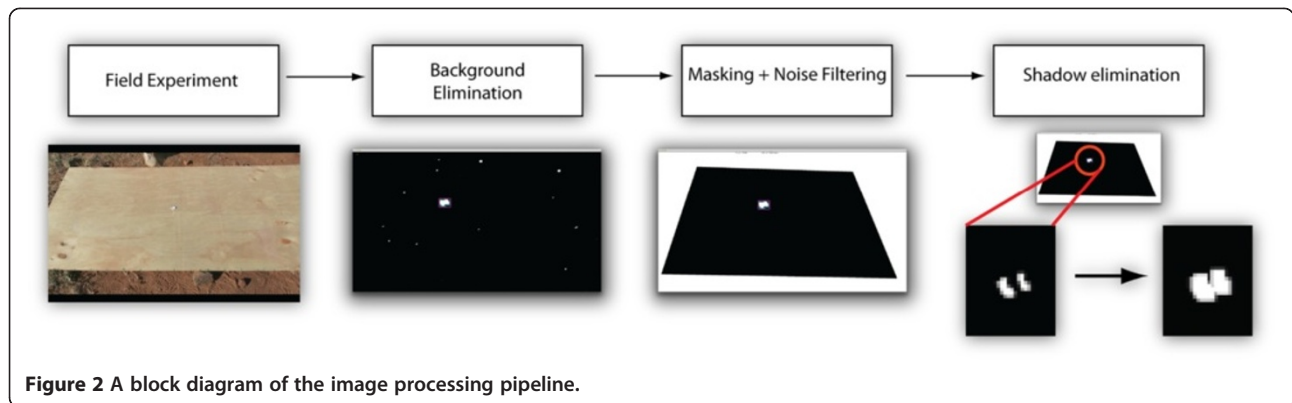 Field Experiment
Background
Elimination
Masking + Noise Filtering
Shadow elimination
Figure 2 A block diagram of the image processing pipeline.